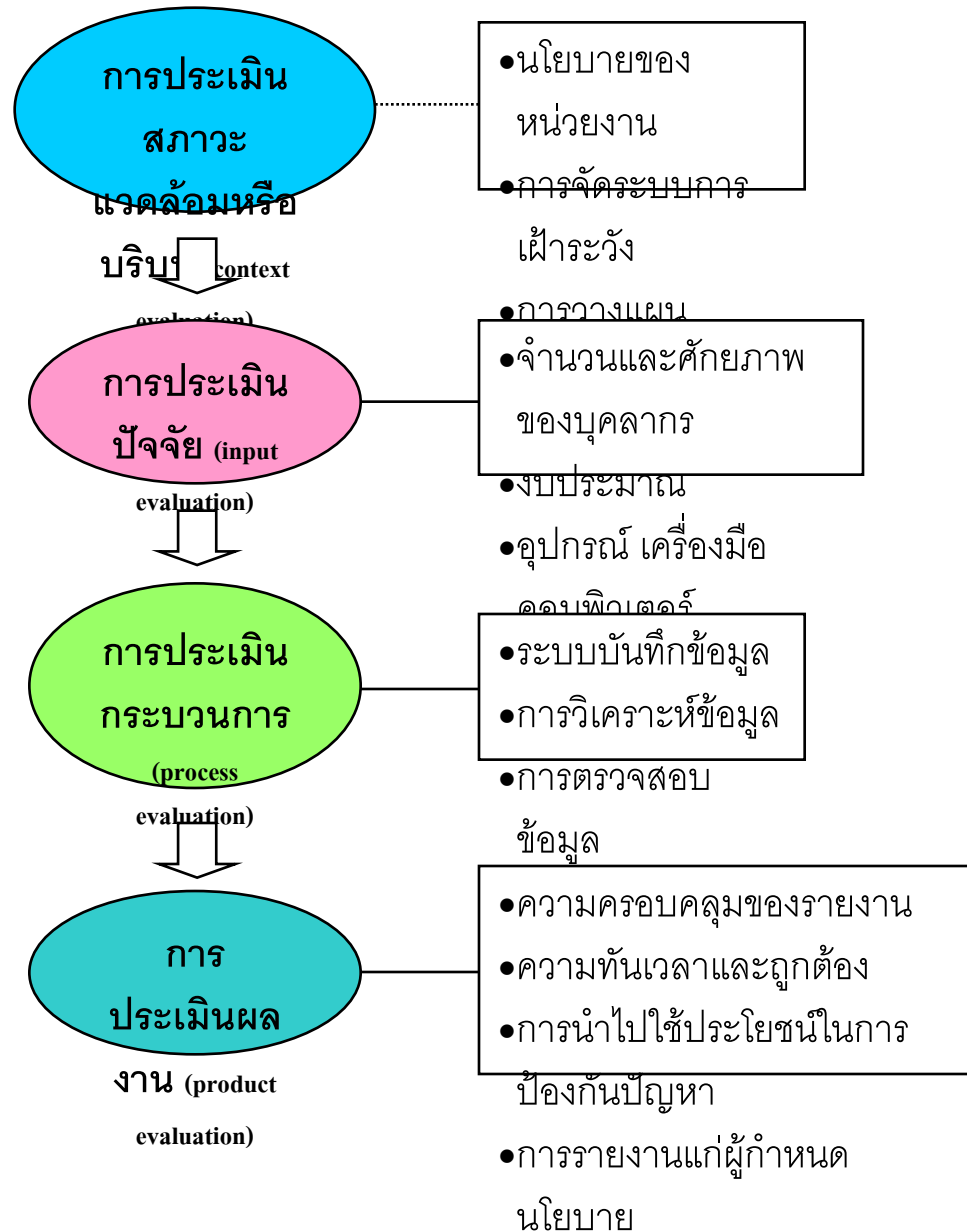 การประเมิน
สภาวะ
แวดล้อมหรือ
context
evaluation)
•นโยบายของ
หน่วยงาน
•การจัดระบบการ
เฝ้าระวัง
•การวางแผน
การประเมิน
ปัจจัย (input
evaluation)
•จำนวนและศักยภาพ
ของบุคลากร
•งบประมาณ
•อุปกรณ์ เครื่องมือ
คอมพิวเตอร์
การประเมิน
กระบวนการ
(process
evaluation)
•ระบบบันทึกข้อมูล
•การวิเคราะห์ข้อมูล
•การตรวจสอบ
ข้อมูล
การ
ประเมินผล
งาน (product
evaluation)
•ความครอบคลุมของรายงาน
•ความทันเวลาและถูกต้อง
•การนำไปใช้ประโยชน์ในการ
ป้องกันปัญหา
•การรายงานแก่ผู้กำหนด
นโยบาย